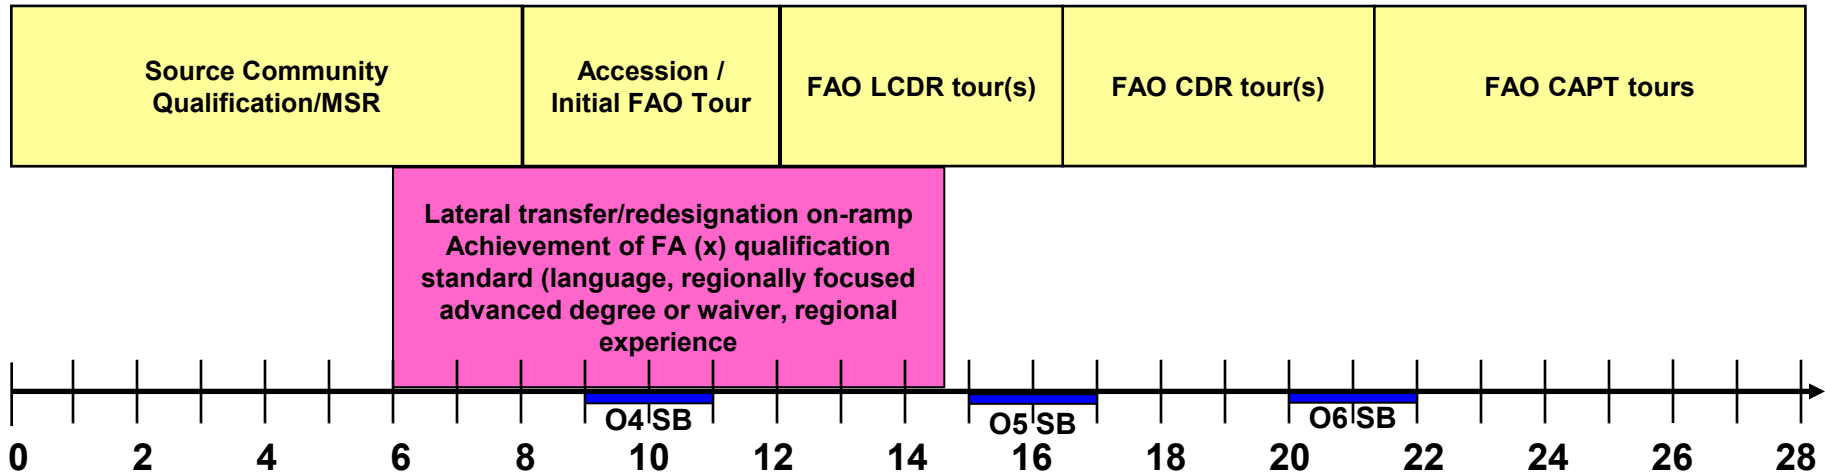 Source Community
Qualification/MSR
Accession /
Initial FAO Tour
FAO LCDR tour(s)
FAO CDR tour(s)
FAO CAPT tours
Lateral transfer/redesignation on-ramp
Achievement of FA (x) qualification
standard (language, regionally focused
advanced degree or waiver, regional
experience
O4 SB
O5 SB
O6 SB
0 2 4 6 8 10 12 14 16 18 20 22 24 26 28